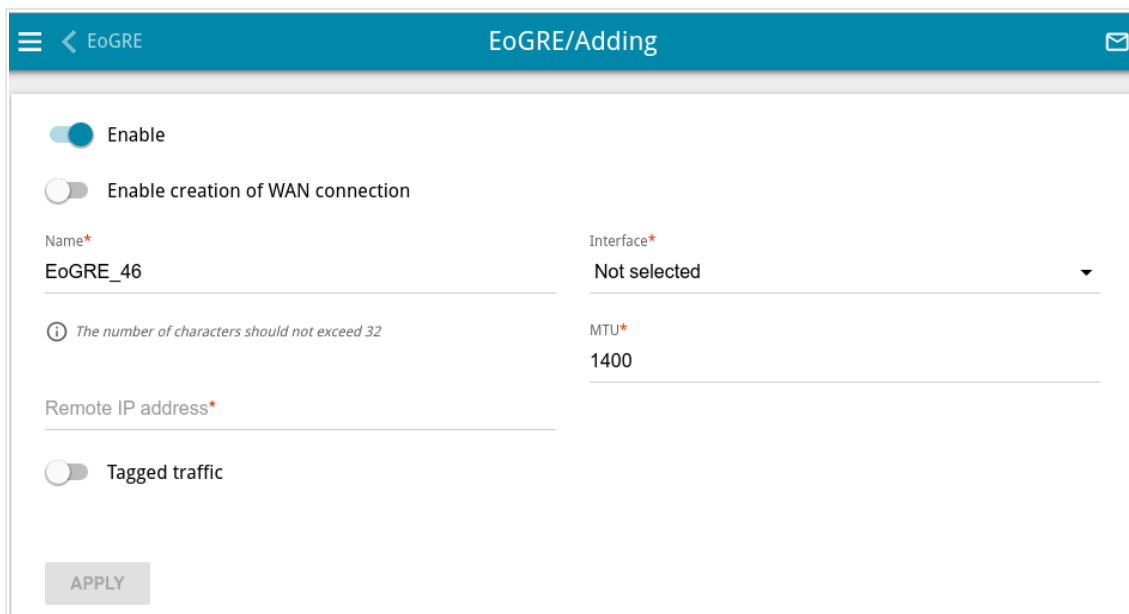 EoGRE
EoGRE/Adding
Enable
Enable creation of WAN connection
Name*
EoGRE_46
The number of characters should not exceed 32
Interface*
Not selected
MTU*
1400
Remote IP address*
Tagged traffic
APPLY